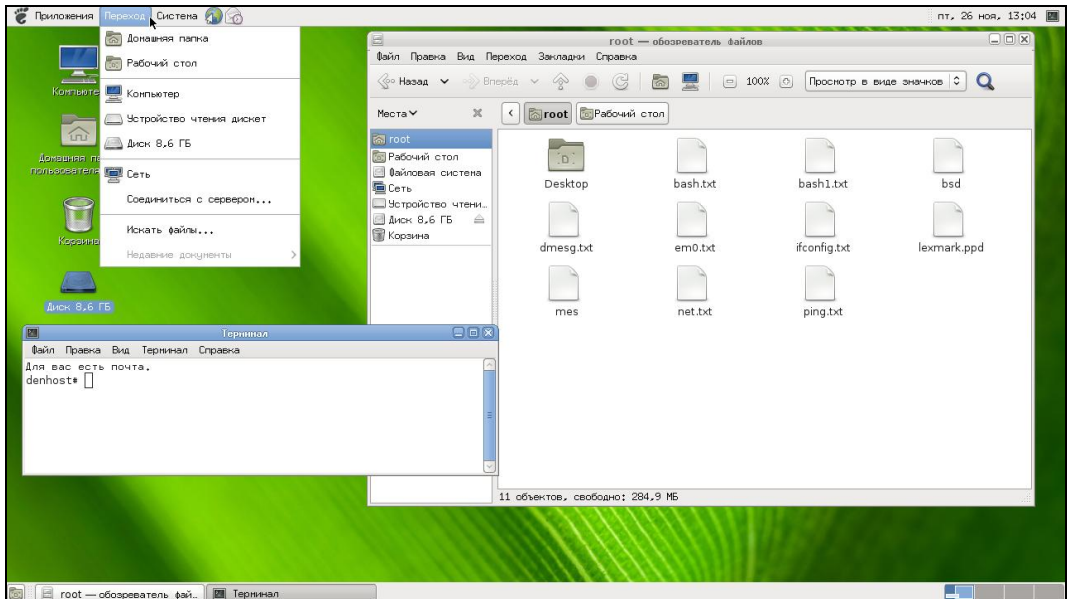 Приложения Переход Система пт, 26 ноя, 13:04
Домашняя папка
Рабочий стол
Компьютер
Устройство чтения дискет
Диск 8,6 ГБ
Сеть
Соединиться с сервером...
Искать файлы...
Недавние документы
Компьюте
Домашняя па
пользователя
Корзина
Диск 8,6 ГБ
root — обозреватель файлов
Файл Правка Вид Переход Закладки Справка
Назад Вперёд 100% Просмотр в виде значков
Места root Рабочий стол
root
Рабочий стол
Файловая система
Сеть
Устройство чтени...
Диск 8,6 ГБ
Корзина
Desktop bash.txt bash1.txt bsd
dmesg.txt em0.txt ifconfig.txt lexmark.ppd
mes net.txt ping.txt
11 объектов, свободно: 284,9 МБ
Терминал
Файл Правка Вид Терминал Справка
Для вас есть почта.
denhost#
root — обозреватель фай... Терминал